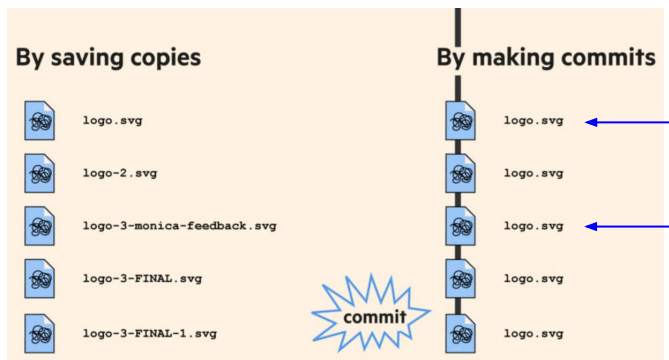 By saving copies
By making commits
logo.svg
logo.svg
logo-2.svg
logo.svg
logo-3-monica-feedback.svg
logo.svg
logo-3-FINAL.svg
logo.svg
commit
logo-3-FINAL-1.svg
logo.svg